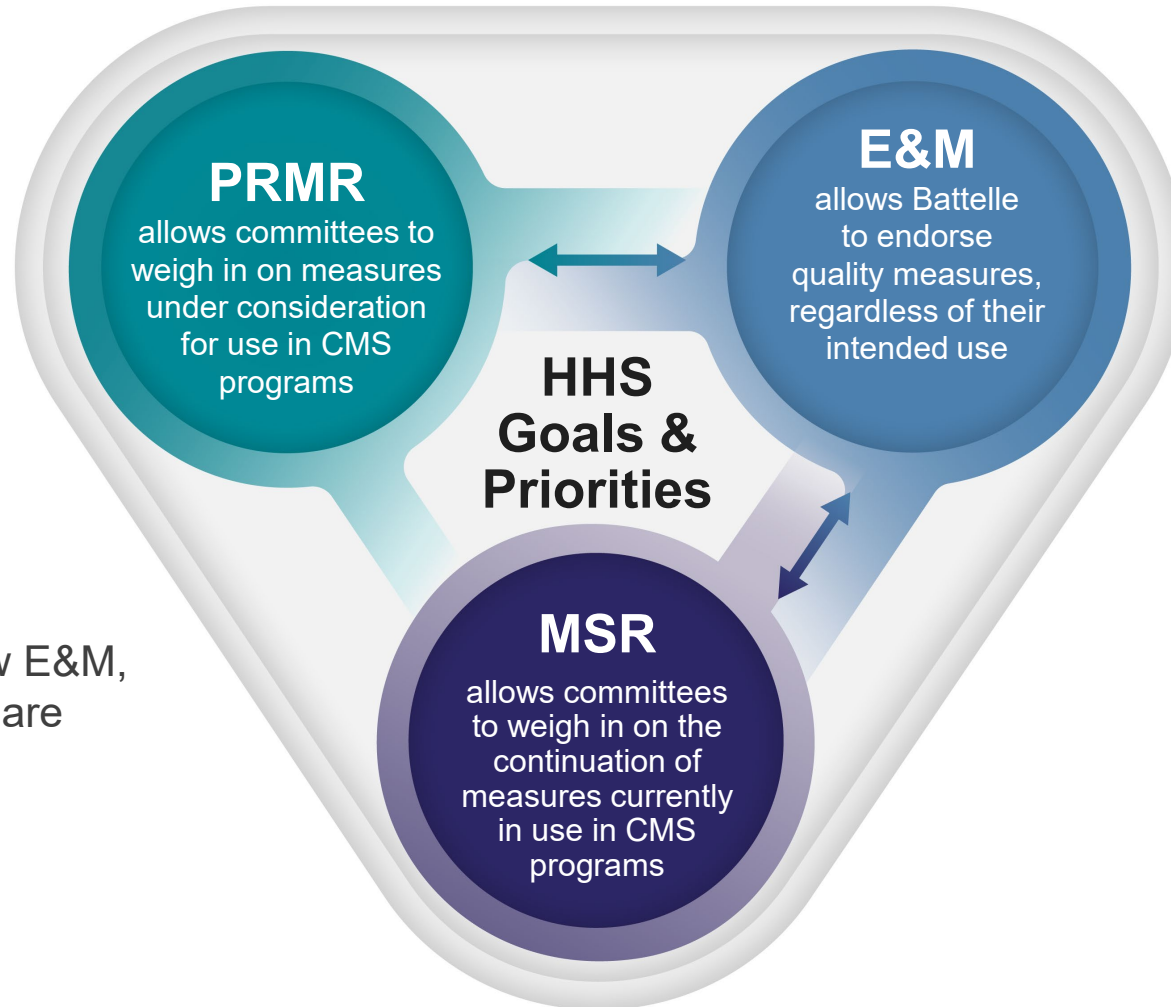 PRMR
allows committees to
weigh in on measures
under consideration
for use in CMS
programs
E&M
allows Battelle
to endorse
quality measures,
regardless of their
intended use
HHS
Goals &
Priorities
MSR
allows committees
to weigh in on the
continuation of
measures currently
in use in CMS
programs
E&M,
are